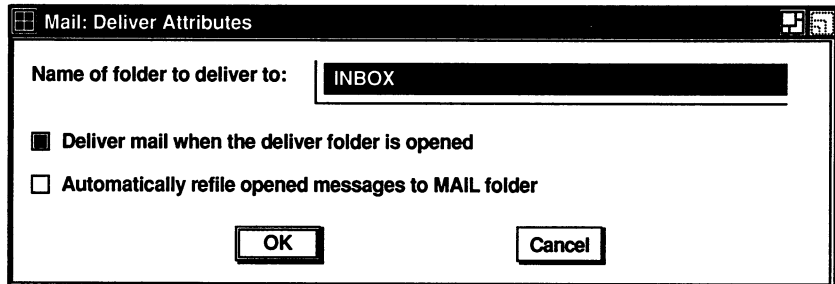 Mail: Deliver Attributes
Name of folder to deliver to: INBOX
Deliver mail when the deliver folder is opened
Automatically refile opened messages to MAIL folder
OK Cancel